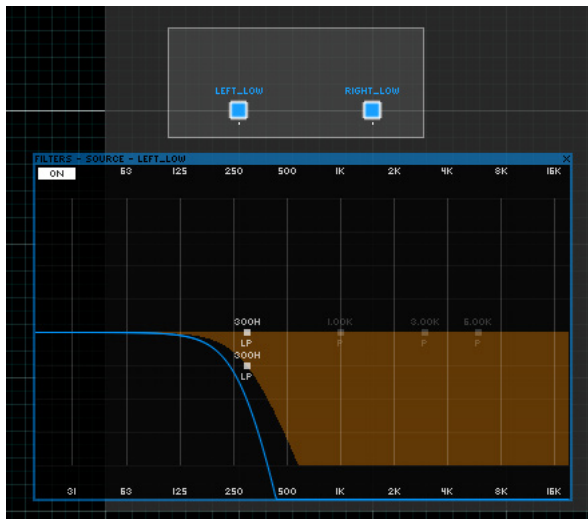 LEFT_LOW RIGHT_LOW
FILTERS - SOURCE - LEFT_LOW X
ON 63 125 250 500 1K 2K 4K 8K 16K
300H 1.00K 3.00K 5.00K
LP P P P
300H
LP
31 63 125 250 500 1K 2K 4K 8K 16K